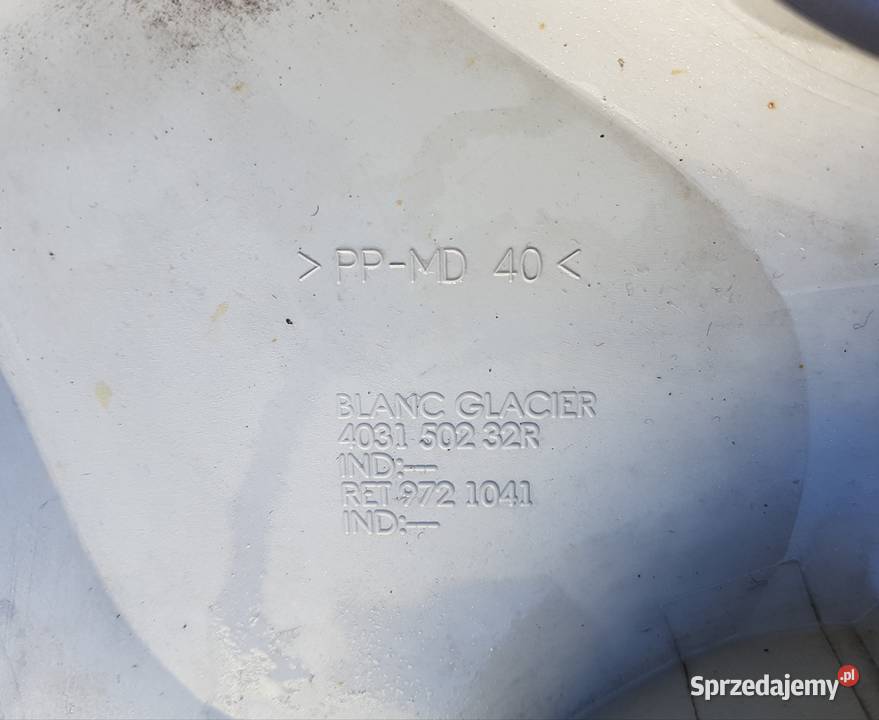 > PP-MD 40 <
BLANC GLACIER
4031 502 32R
IND:--
RET 972 1041
IND:--
Sprzedajemy.pl